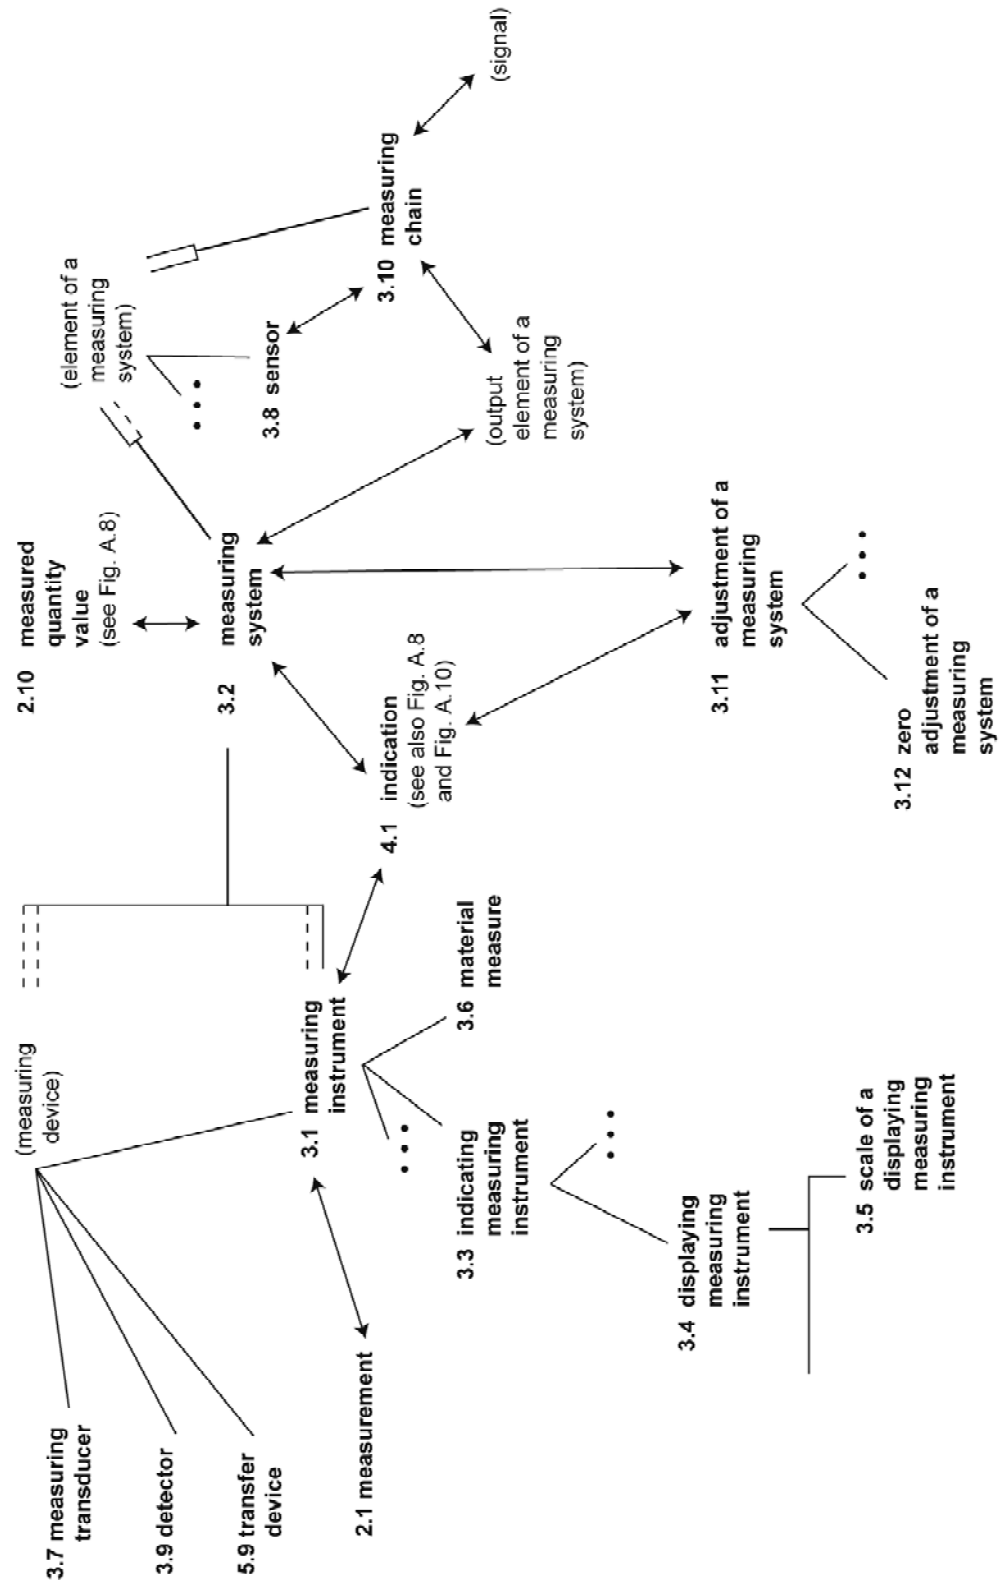 (measuring
device)
3.7 measuring
transducer
3.9 detector
5.9 transfer
device
2.1 measurement
3.1 measuring
instrument
3.3 indicating
measuring
instrument
3.6 material
measure
3.4 displaying
measuring
instrument
3.5 scale of a
displaying
measuring
instrument
2.10 measured
quantity
value
(see Fig. A.8)
3.2 measuring
system
4.1 indication
(see also Fig. A.8
and Fig. A.10)
3.11 adjustment of a
measuring
system
3.12 zero
adjustment of a
measuring
system
(element of a
measuring
system)
3.8 sensor
3.10 measuring
chain
(output
element of a
measuring
system)
(signal)